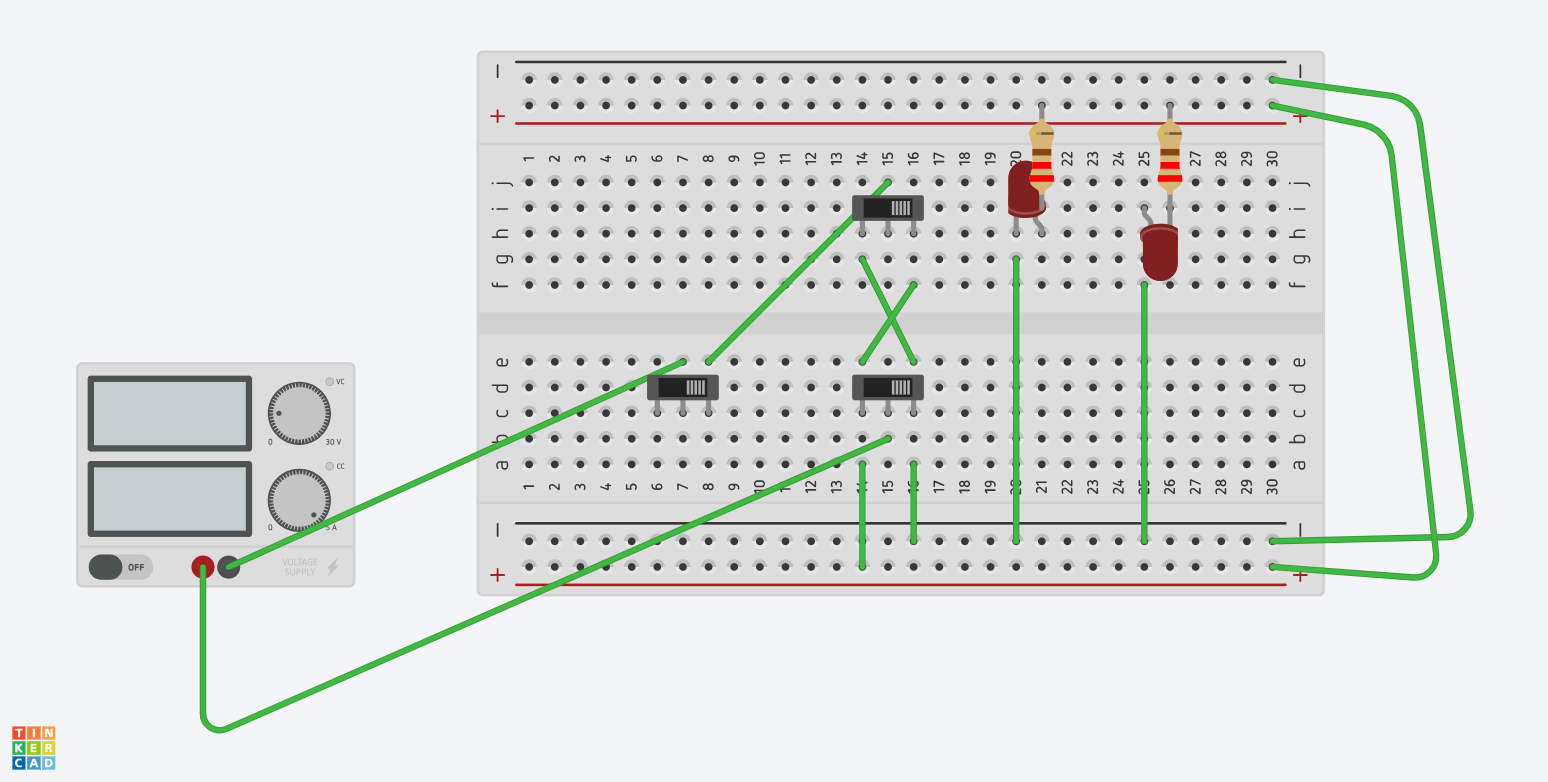 − −
+ +
1 2 3 4 5 6 7 8 9 10 11 12 13 14 15 16 17 18 19 20 22 23 24 25 27 28 29 30
j j
i i
h h
g g
f f
e e
d d
c c
b b
a a
1 2 3 4 5 6 7 8 9 10 11 12 13 14 15 16 17 18 19 20 21 22 23 24 25 26 27 28 29 30
− −
+ +
VC
0 30 V
CC
0 5 A
OFF
VOLTAGE
SUPPLY
TIN
KER
CAD